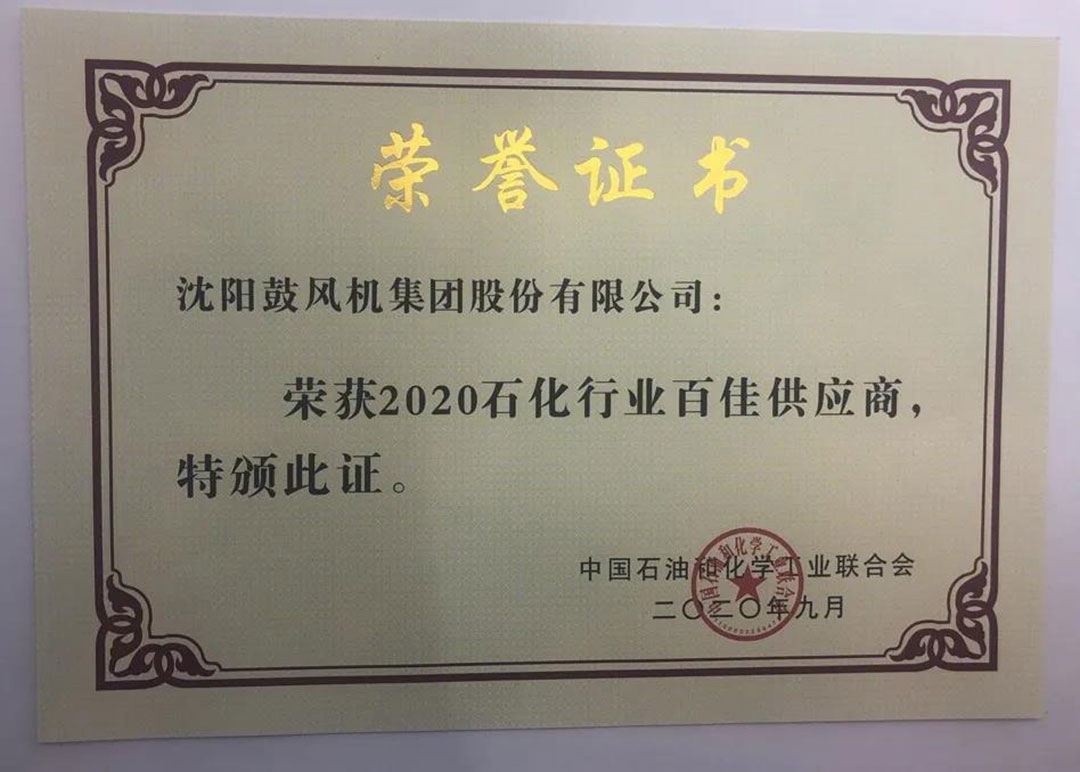 荣誉证书
沈阳鼓风机集团股份有限公司：
荣获2020石化行业百佳供应商，
特颁此证。
中国石油和化学工业联合会
二〇二〇年九月